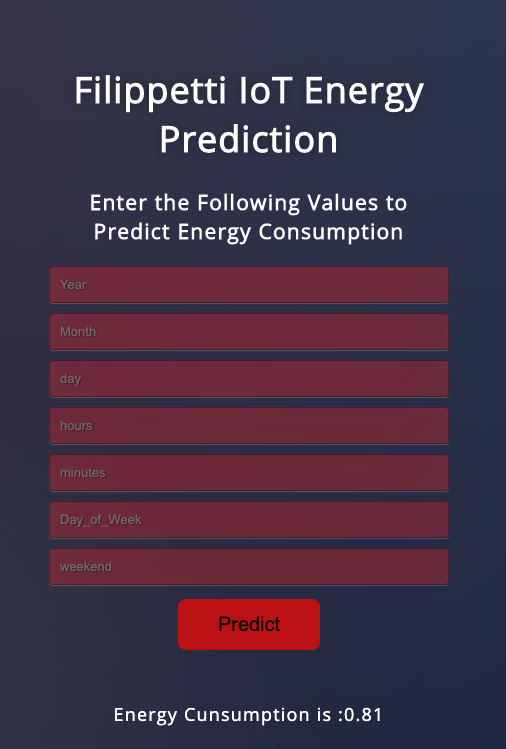 Filippetti IoT Energy
Prediction
Enter the Following Values to
Predict Energy Consumption
Year
Month
day
hours
minutes
Day_of_Week
weekend
Predict
Energy Cunsumption is :0.81